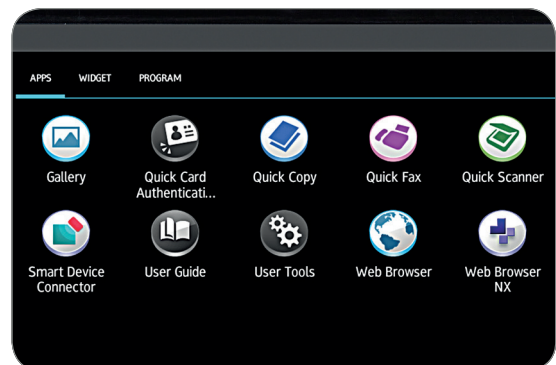 APPS WIDGET PROGRAM
Gallery
Quick Card
Authenticati...
Quick Copy
Quick Fax
Quick Scanner
Smart Device
Connector
User Guide
User Tools
Web Browser
Web Browser
NX